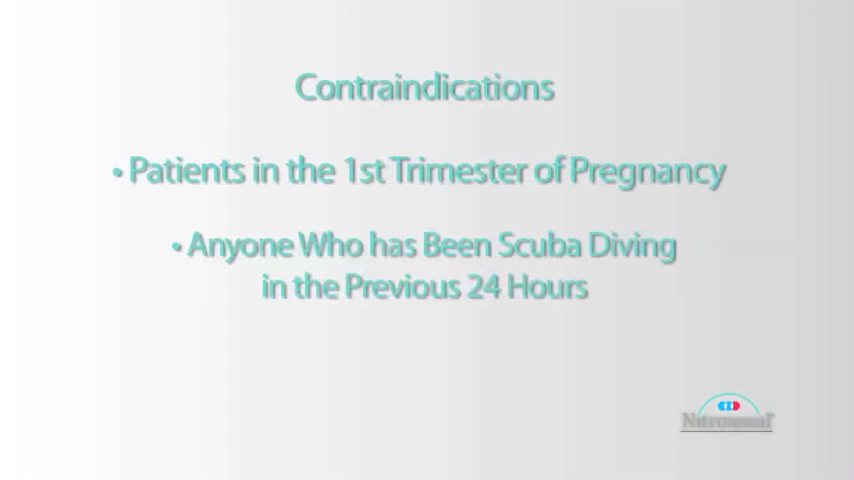 Contraindications
• Patients in the 1st Trimester of Pregnancy
• Anyone Who has Been Scuba Diving
in the Previous 24 Hours